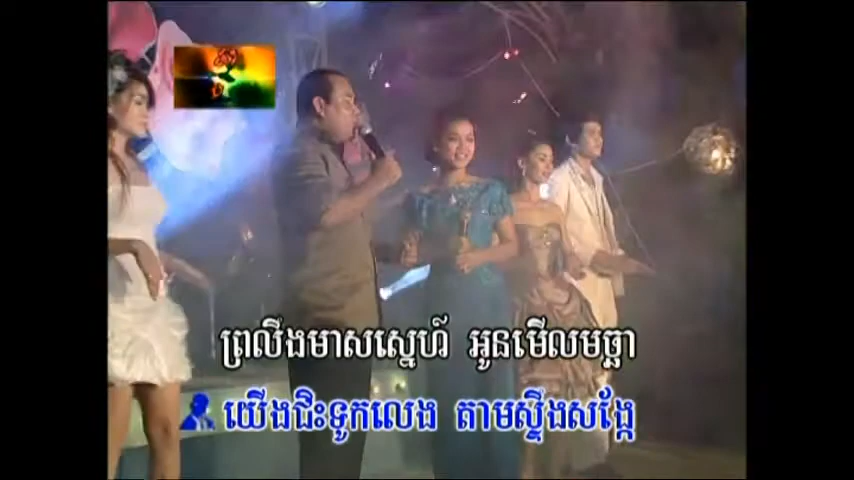 ព្រលឹងមាសស្នេហ៍ អូនមើលមច្ឆា
យើងជិះទូកលេង តាមស្ទឹងសង្កែ